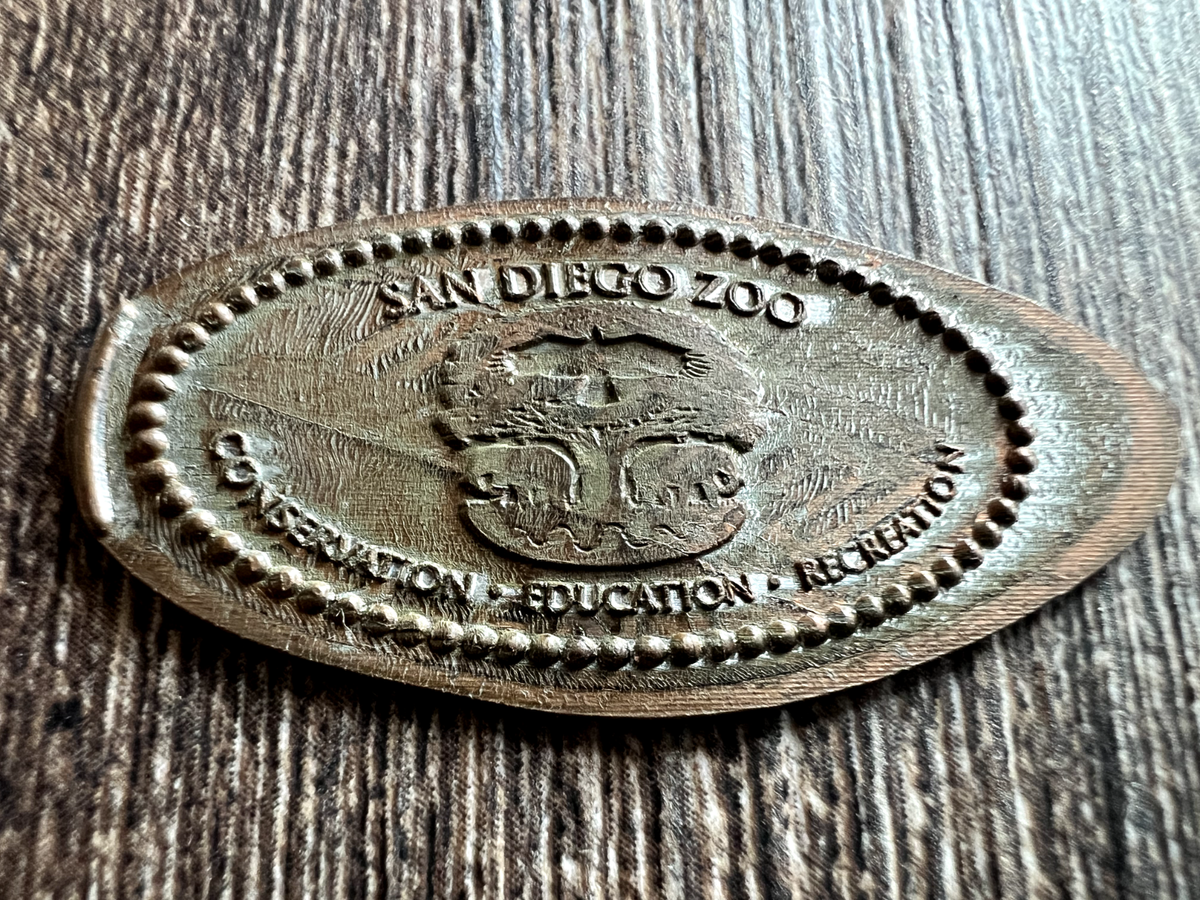 SAN DIEGO ZOO
CONSERVATION · EDUCATION · RECREATION